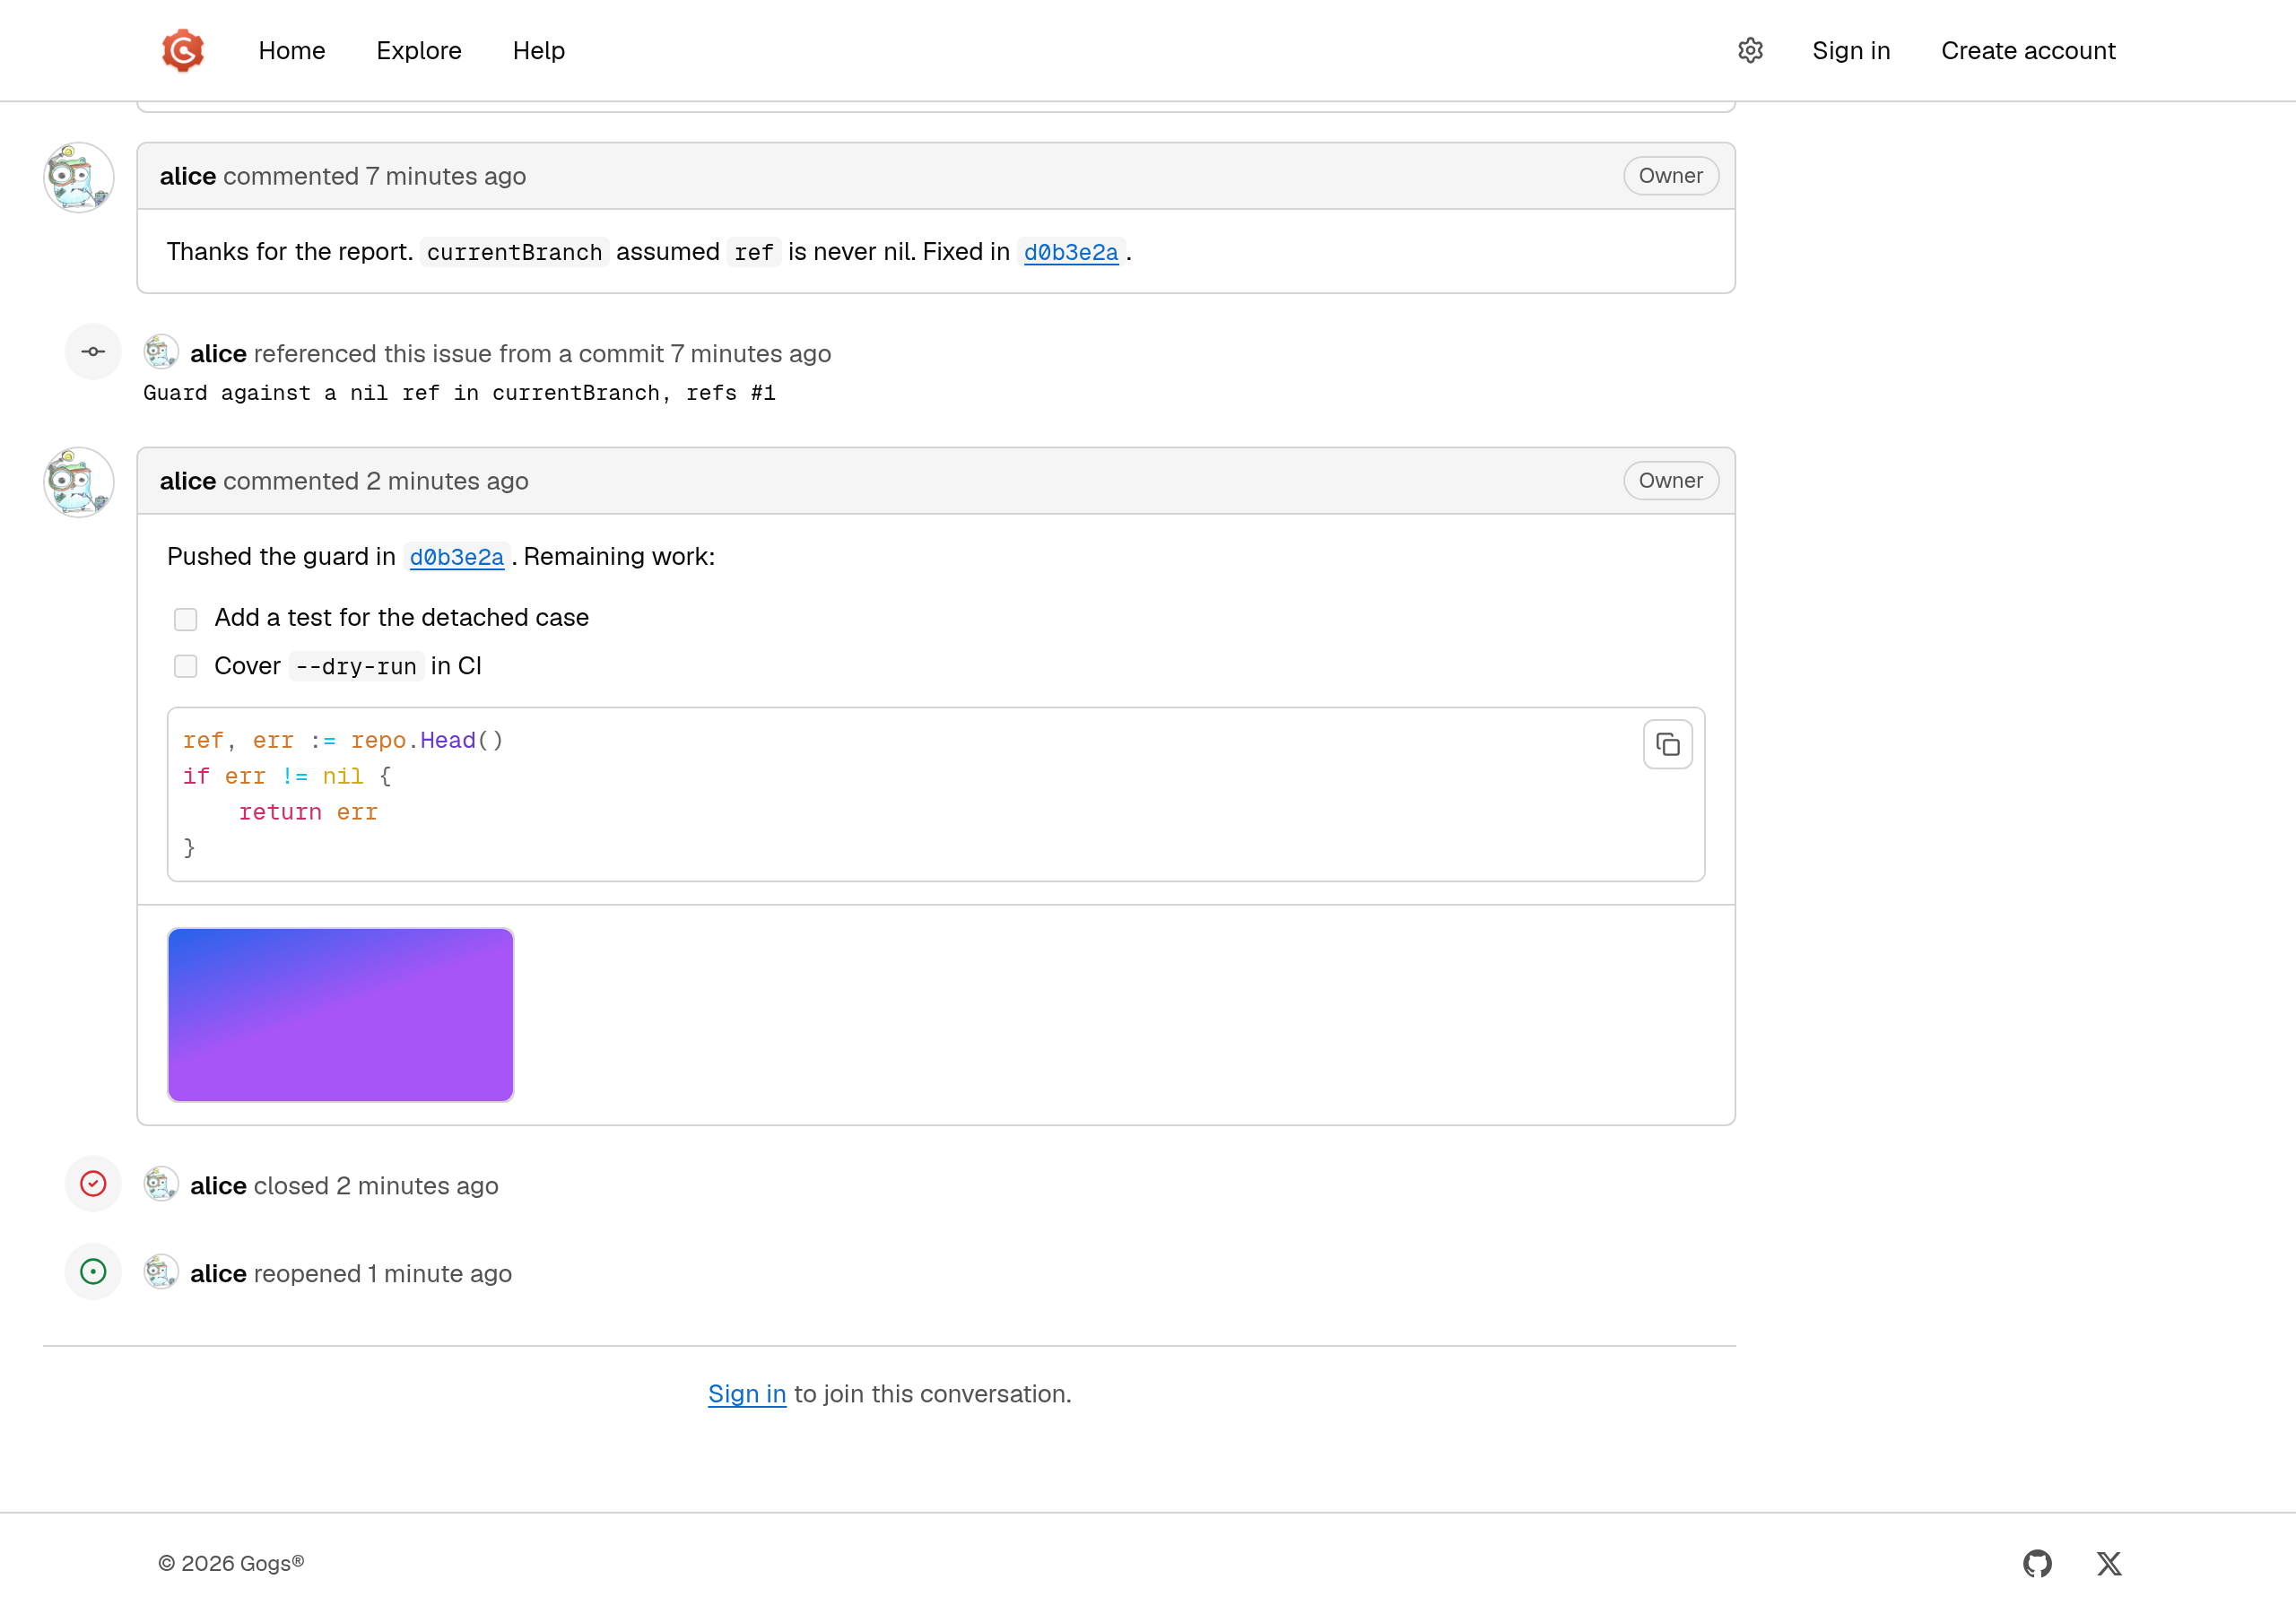 Home Explore Help Sign in Create account
alice commented 7 minutes ago Owner
Thanks for the report. currentBranch assumed ref is never nil. Fixed in d0b3e2a.
alice referenced this issue from a commit 7 minutes ago
Guard against a nil ref in currentBranch, refs #1
alice commented 2 minutes ago Owner
Pushed the guard in d0b3e2a. Remaining work:
Add a test for the detached case
Cover --dry-run in CI
ref, err := repo.Head()
if err != nil {
    return err
}
alice closed 2 minutes ago
alice reopened 1 minute ago
Sign in to join this conversation.
© 2026 Gogs®